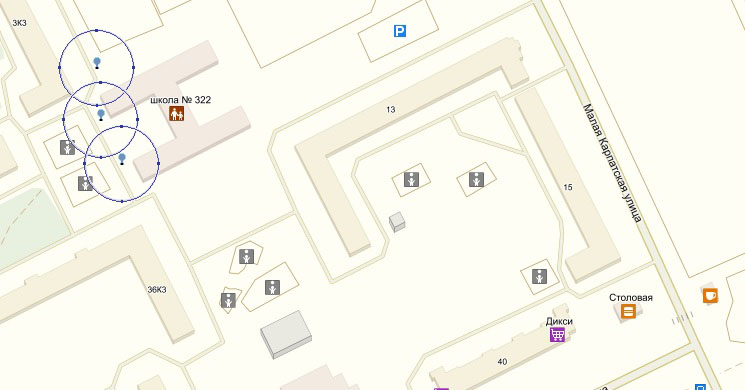 3К3
P
школа № 322
13
Малая Карпатская улица
15
36К3
Столовая
Дикси
40